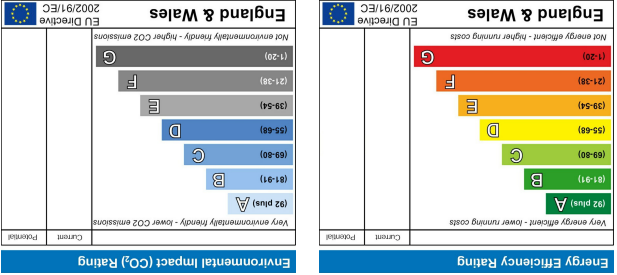 Energy Efficiency Rating
Current
Potential
Very energy efficient - lower running costs
(92 plus) A
(81-91) B
(69-80) C
(55-68) D
(39-54) E
(21-38) F
(1-20) G
Not energy efficient - higher running costs
England & Wales
EU Directive
2002/91/EC
Environmental Impact (CO₂) Rating
Current
Potential
Very environmentally friendly - lower CO2 emissions
(92 plus) A
(81-91) B
(69-80) C
(55-68) D
(39-54) E
(21-38) F
(1-20) G
Not environmentally friendly - higher CO2 emissions
England & Wales
EU Directive
2002/91/EC